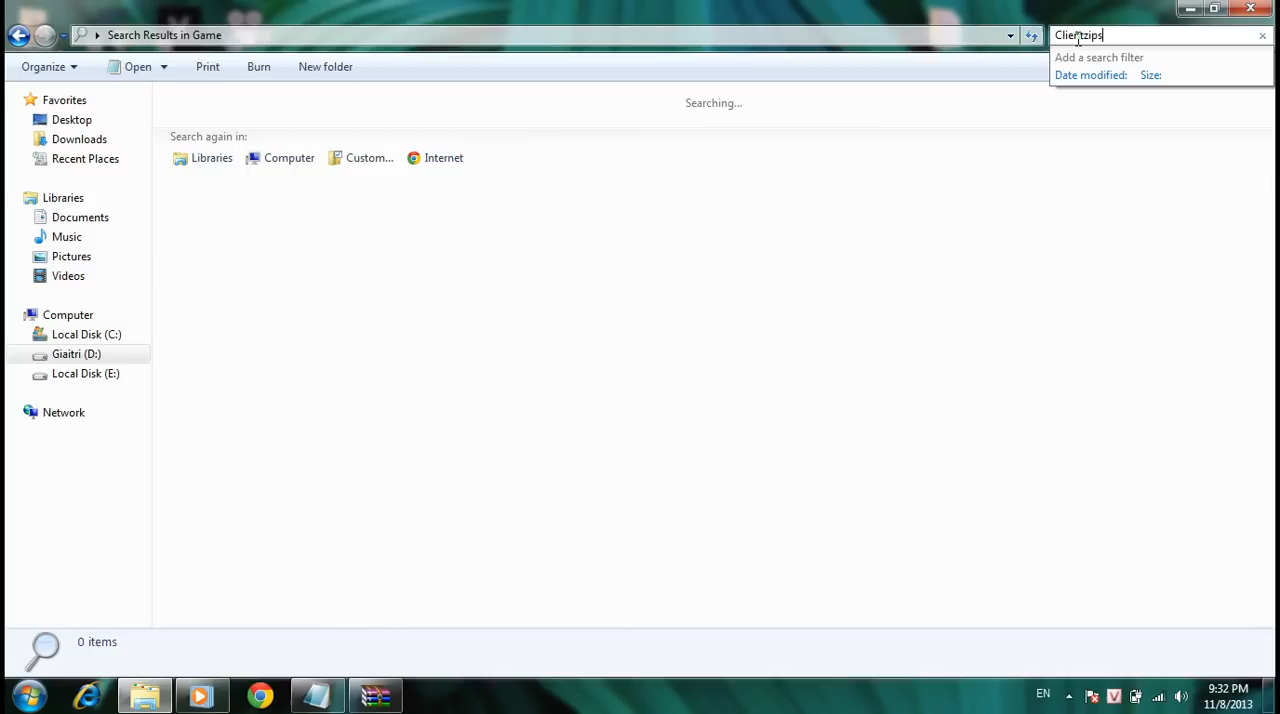 Search Results in Game
Clientzips
Add a search filter
Date modified: Size:
Organize Open Print Burn New folder
Searching...
Search again in:
Libraries Computer Custom... Internet
Favorites
Desktop
Downloads
Recent Places
Libraries
Documents
Music
Pictures
Videos
Computer
Local Disk (C:)
Giaitri (D:)
Local Disk (E:)
Network
0 items
EN
9:32 PM
11/8/2013